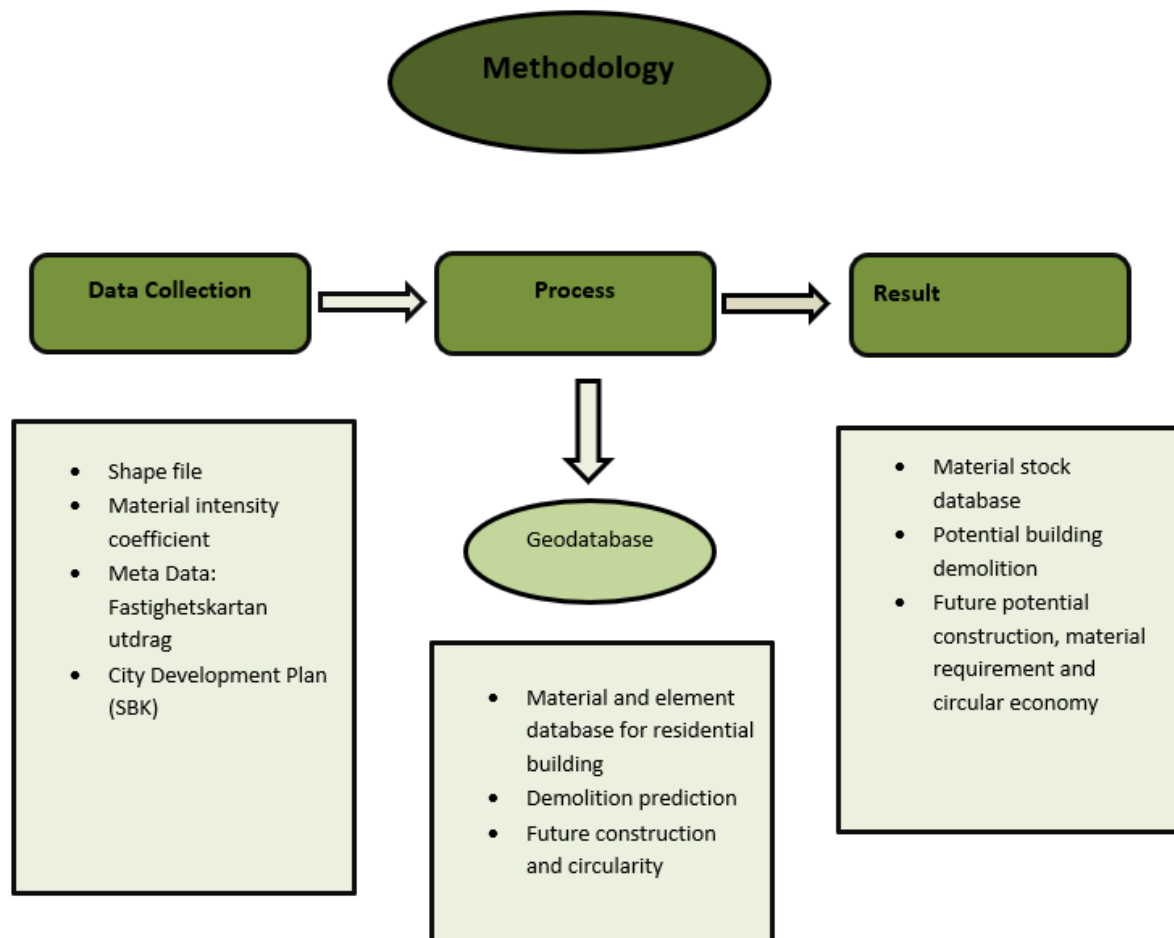 Methodology
Data Collection
Process
Result
• Shape file
• Material intensity
coefficient
• Meta Data:
Fastighetskartan
utdrag
• City Development Plan
(SBK)
Geodatabase
• Material and element
database for residential
building
• Demolition prediction
• Future construction
and circularity
• Material stock
database
• Potential building
demolition
• Future potential
construction, material
requirement and
circular economy